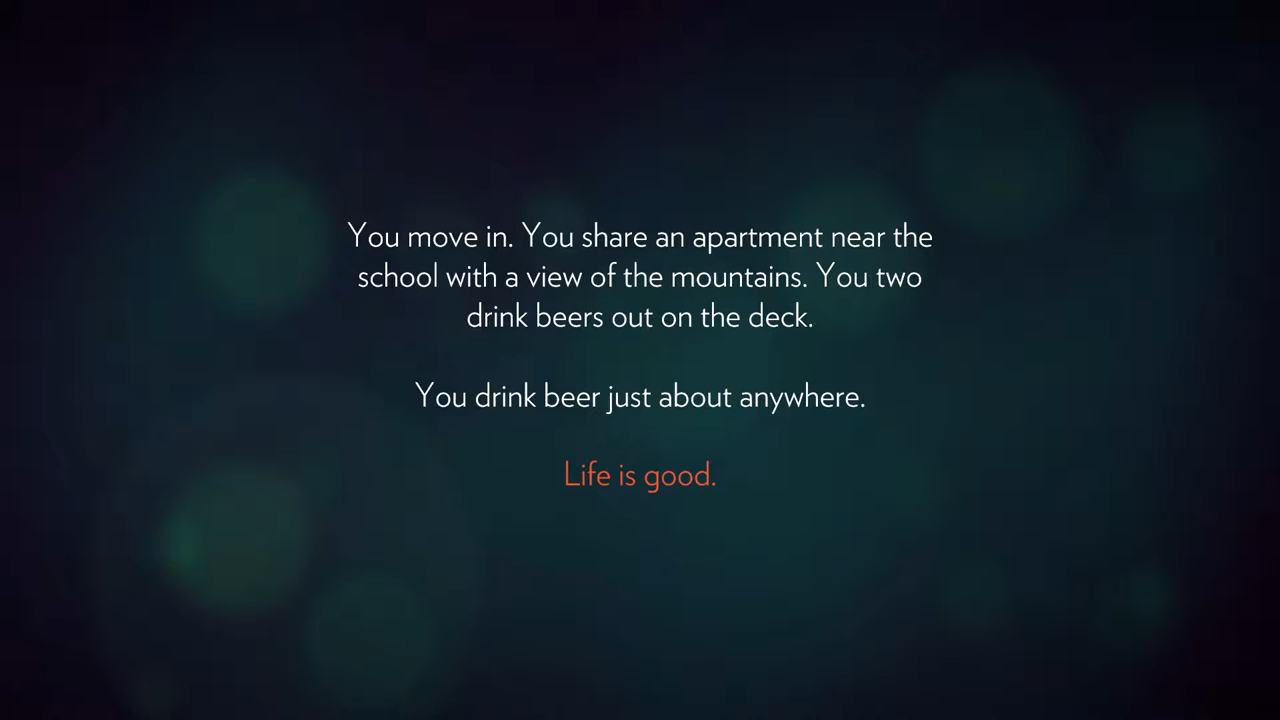 You move in. You share an apartment near the
school with a view of the mountains. You two
drink beers out on the deck.
You drink beer just about anywhere.
Life is good.